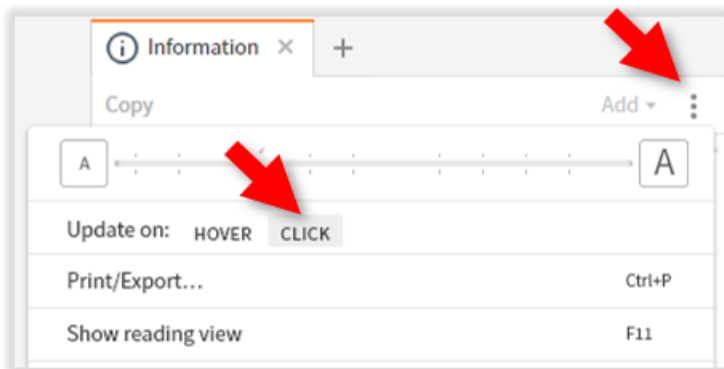 Information
Copy Add
A A
Update on: HOVER CLICK
Print/Export... Ctrl+P
Show reading view F11